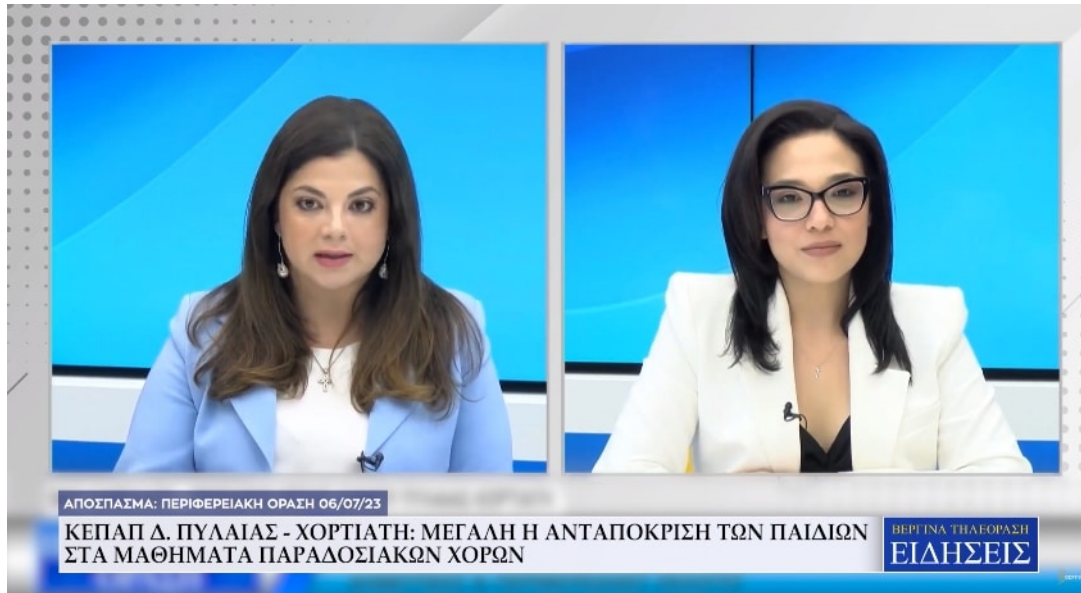 ΑΠΟΣΠΑΣΜΑ: ΠΕΡΙΦΕΡΕΙΑΚΗ ΟΡΑΣΗ 06/07/23
ΚΕΠΑΠ Δ. ΠΥΛΑΙΑΣ - ΧΟΡΤΙΑΤΗ: ΜΕΓΑΛΗ Η ΑΝΤΑΠΟΚΡΙΣΗ ΤΩΝ ΠΑΙΔΙΩΝ
ΣΤΑ ΜΑΘΗΜΑΤΑ ΠΑΡΑΔΟΣΙΑΚΩΝ ΧΟΡΩΝ
ΒΕΡΓΙΝΑ ΤΗΛΕΟΡΑΣΗ
ΕΙΔΗΣΕΙΣ